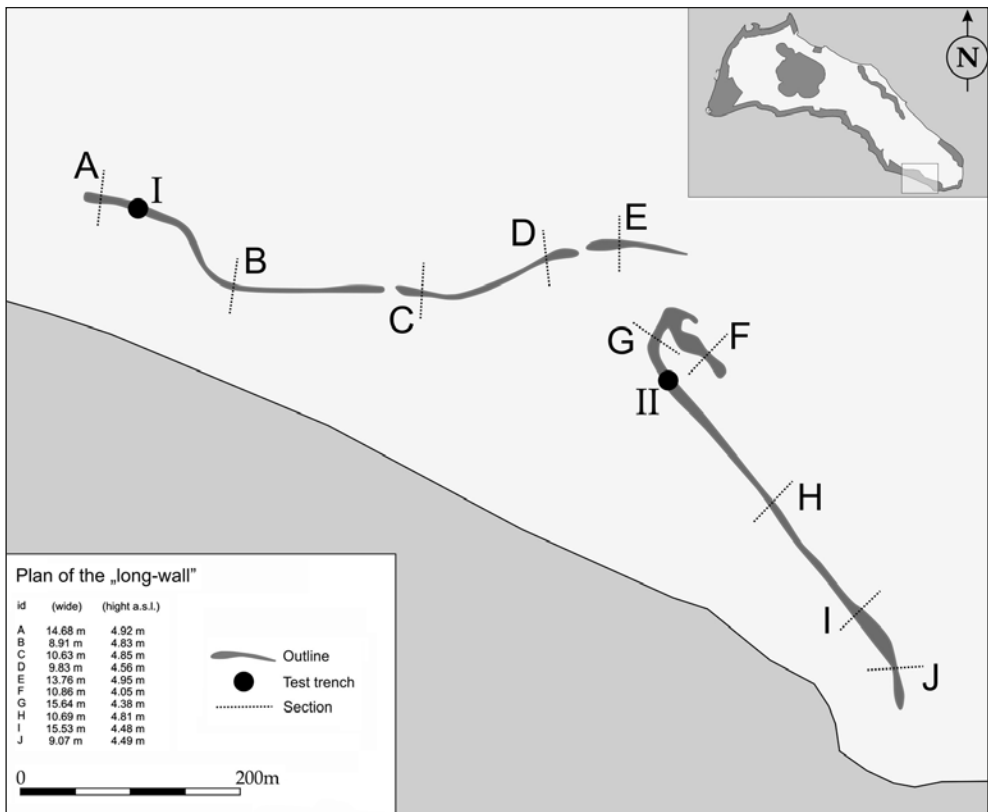 N
A
I
B
C
D
E
G
F
II
H
I
J
Plan of the „long-wall”
id (wide) (hight a.s.l.)
A 14.68 m 4.92 m
B 8.91 m 4.83 m
C 10.63 m 4.85 m
D 9.83 m 4.56 m
E 13.76 m 4.95 m
F 10.86 m 4.05 m
G 15.64 m 4.38 m
H 10.69 m 4.81 m
I 15.53 m 4.48 m
J 9.07 m 4.49 m
Outline
Test trench
Section
0 200m